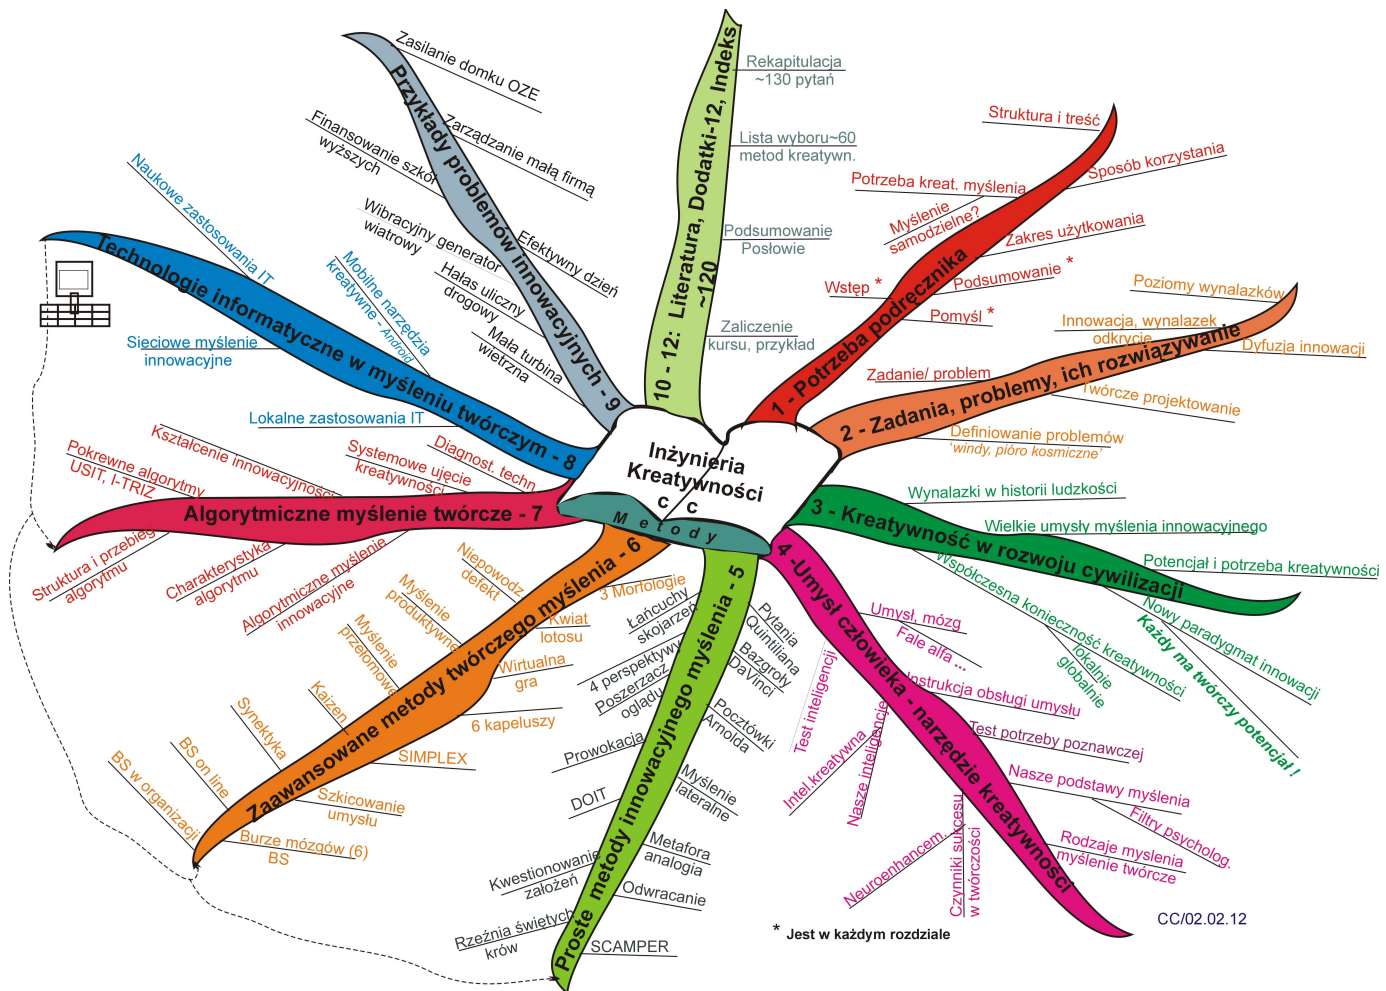 Inżynieria
Kreatywności
C C
Metody
1 - Potrzeba podręcznika
Struktura i treść
Sposób korzystania
Potrzeba kreat. myślenia
Myślenie
samodzielne?
Zakres użytkowania
Wstęp *
Podsumowanie *
Pomyśl *
2 - Zadania, problemy, ich rozwiązywanie
Poziomy wynalazków
Innowacja, wynalazek
odkrycie
Dyfuzja innowacji
Zadanie/ problem
Twórcze projektowanie
Definiowanie problemów
'windy, pióro kosmiczne'
3 - Kreatywność w rozwoju cywilizacji
Wynalazki w historii ludzkości
Wielkie umysły myślenia innowacyjnego
Potencjał i potrzeba kreatywności
Współczesna konieczność kreatywności
lokalnie
globalnie
Nowy paradygmat innowacji
Każdy ma twórczy potencjał !
4 -Umysł człowieka - narzędzie kreatywności
Umysł, mózg
Fale alfa ...
Instrukcja obsługi umysłu
Test potrzeby poznawczej
Nasze podstawy myślenia
Filtry psycholog.
Rodzaje myslenia
myślenie twórcze
Test inteligencji
Intel.kreatywna
Nasze inteligencje
Neuroenhancem.
Czynniki sukcesu
w twórczości
5 - Proste metody innowacyjnego myślenia
Łańcuchy
skojarzeń
4 perspektywy
Poszerzacz
oglądu
Prowokacja
DOIT
Kwestionowanie
założeń
Rzeźnia świętych
krów
Pytania
Quintiliana
Bazgroły
DaVinci
Pocztówki
Arnolda
Myślenie
lateralne
Metafora
analogia
Odwracanie
SCAMPER
Zaawansowane metody twórczego myślenia - 6
Niepowodz.
defekt
Myślenie
produktywne
Myślenie
przełomowe
Kaizen
Synektyka
BS on line
BS w organizacji
3 Morfologie
Kwiat
lotosu
Wirtualna
gra
6 kapeluszy
SIMPLEX
Szkicowanie
umysłu
Burze mózgów (6)
BS
Algorytmiczne myślenie twórcze - 7
Diagnost. techn.
Systemowe ujęcie
kreatywności
Kształcenie innowacyjności
Pokrewne algorytmy
USIT, I-TRIZ
Struktura i przebieg
algorytmu
Charakterystyka
algorytmu
Algorytmiczne myślenie
innowacyjne
Technologie informatyczne w myśleniu twórczym - 8
Naukowe zastosowania IT
Mobilne narzędzia
kreatywne - Android
Sieciowe myślenie
innowacyjne
Lokalne zastosowania IT
Przykłady problemów innowacyjnych - 9
Zasilanie domku OZE
Zarządzanie małą firmą
Finansowanie szkół
wyższych
Wibracyjny generator
wiatrowy
Efektywny dzień
Hałas uliczny
drogowy
Mała turbina
wietrzna
10 - 12: Literatura, Dodatki-12, Indeks
~120
Rekapitulacja
~130 pytań
Lista wyboru~60
metod kreatywn.
Podsumowanie
Posłowie
Zaliczenie
kursu, przykład
* Jest w każdym rozdziale
CC/02.02.12